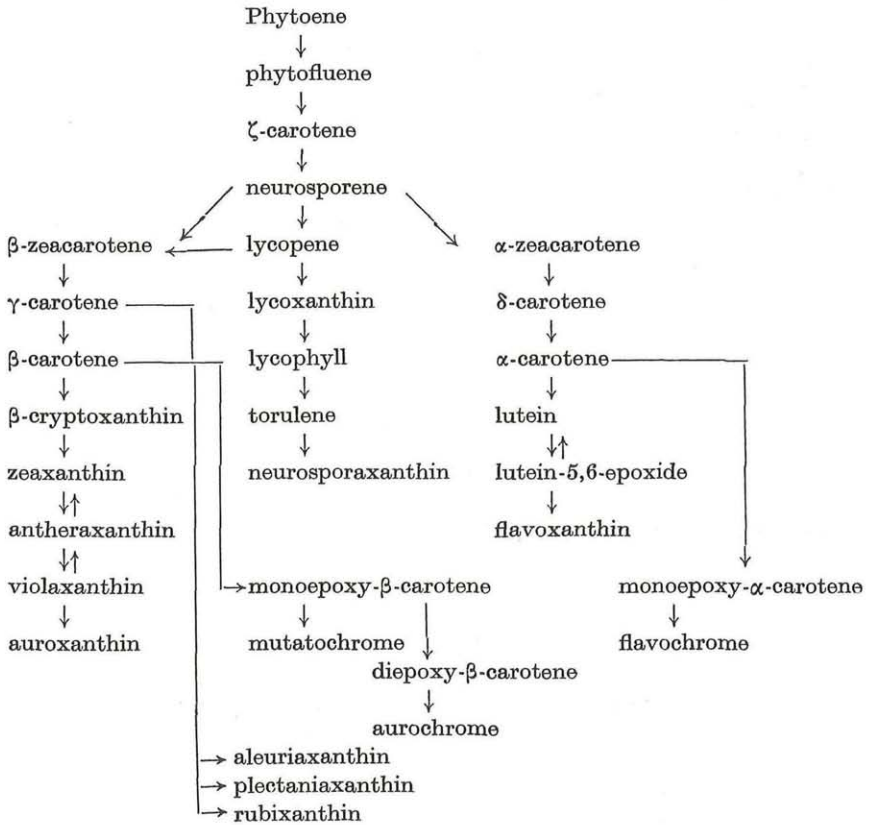 Phytoene
↓
phytofluene
↓
ζ-carotene
↓
neurosporene
↓
β-zeacarotene ← lycopene α-zeacarotene
↓ ↓ ↓
γ-carotene lycoxanthin δ-carotene
↓ ↓ ↓
β-carotene lycophyll α-carotene
↓ ↓ ↓
β-cryptoxanthin torulene lutein
↓ ↓ ↓↑
zeaxanthin neurosporaxanthin lutein-5,6-epoxide
↓↑ ↓
antheraxanthin flavoxanthin
↓↑
violaxanthin → monoepoxy-β-carotene monoepoxy-α-carotene
↓ ↓ ↓
auroxanthin mutatochrome flavochrome
diepoxy-β-carotene
↓
aurochrome
→ aleuriaxanthin
→ plectaniaxanthin
→ rubixanthin